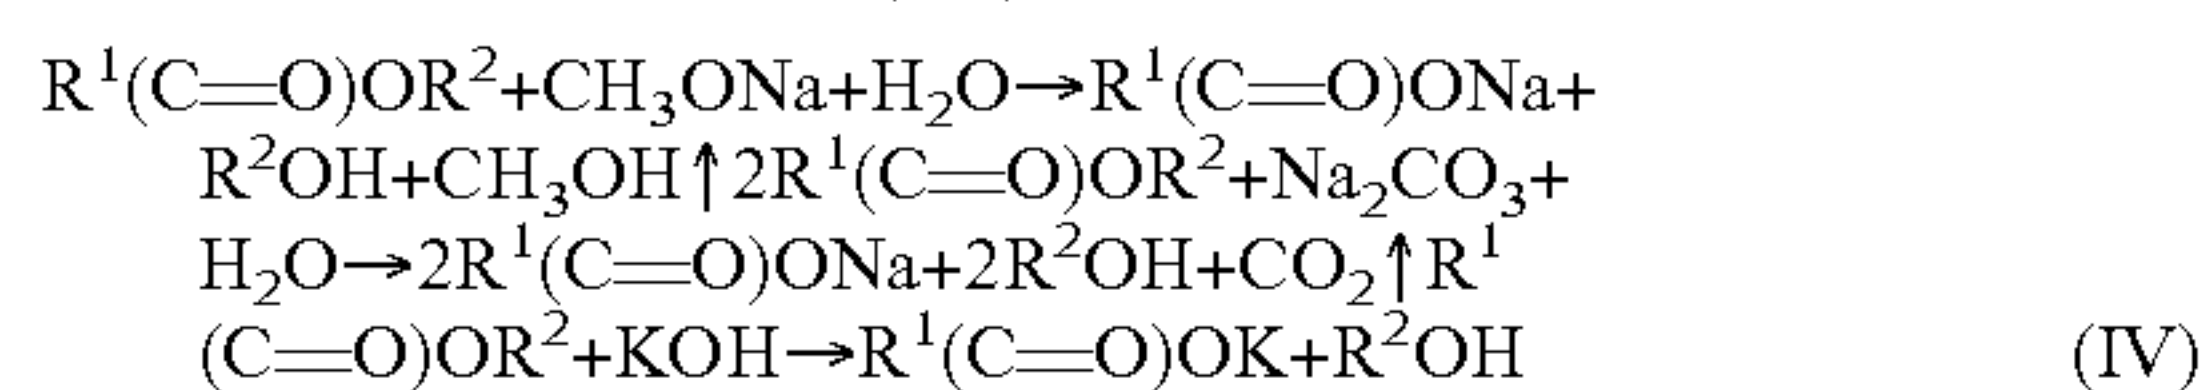 R¹(C=O)OR²+CH₃ONa+H₂O→R¹(C=O)ONa+
R²OH+CH₃OH↑2R¹(C=O)OR²+Na₂CO₃+
H₂O→2R¹(C=O)ONa+2R²OH+CO₂↑R¹
(C=O)OR²+KOH→R¹(C=O)OK+R²OH (IV)